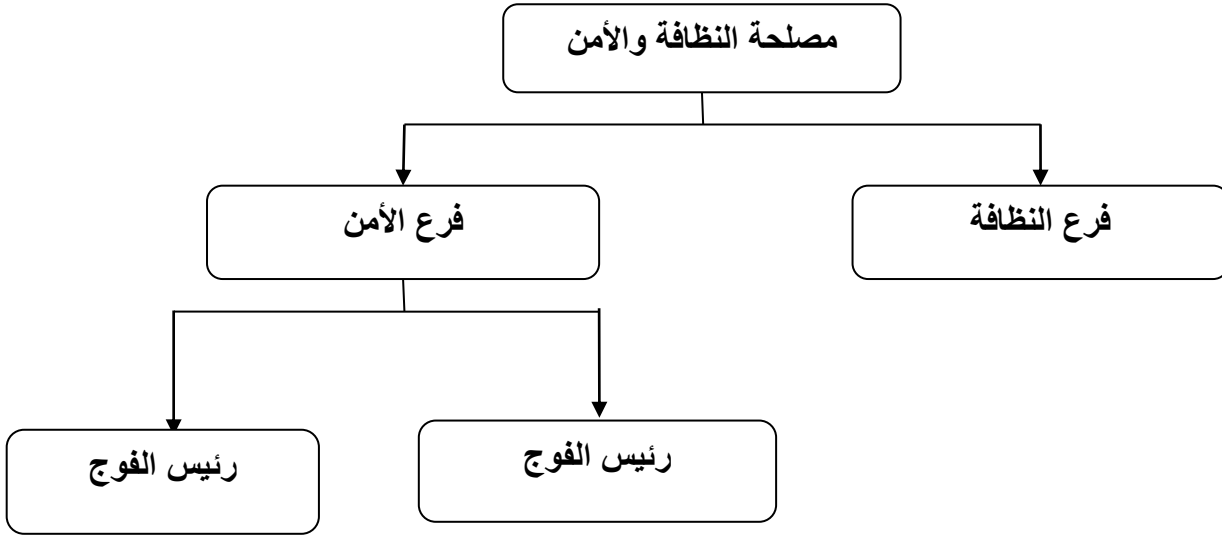 مصلحة النظافة والأمن
فرع النظافة
فرع الأمن
رئيس الفوج
رئيس الفوج